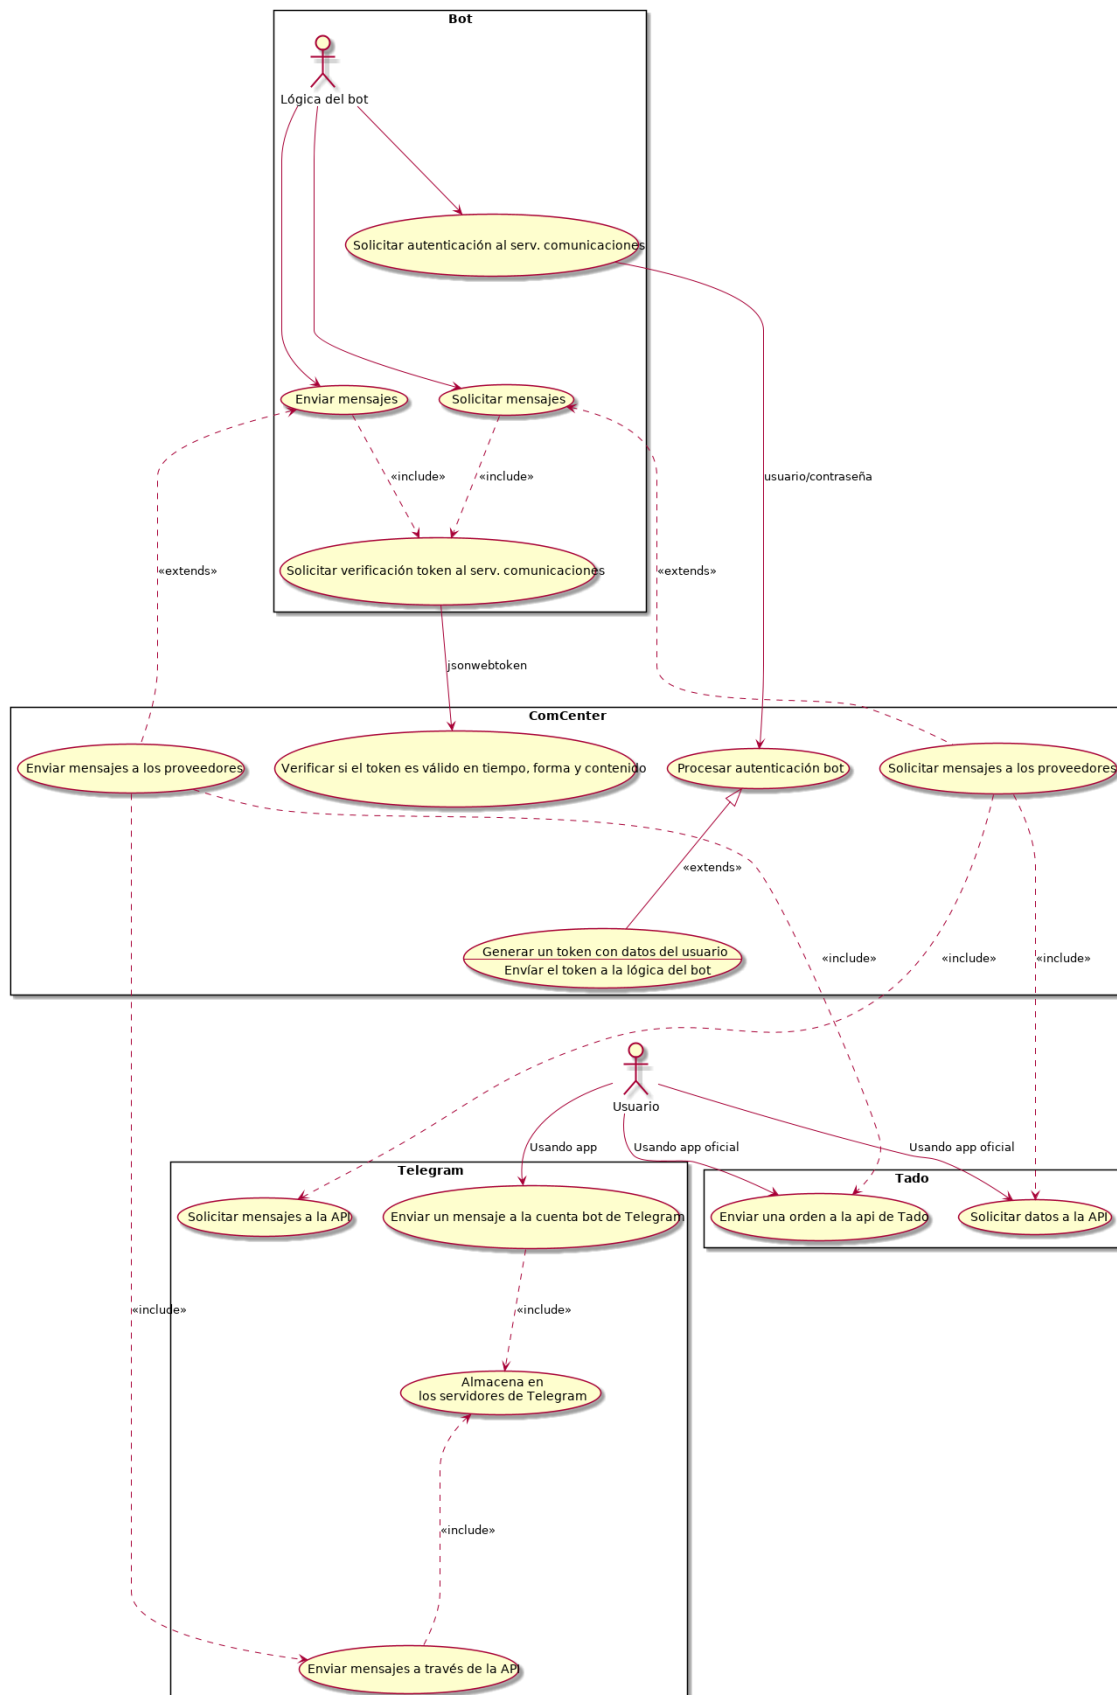 Bot
Lógica del bot
Solicitar autenticación al serv. comunicaciones
Enviar mensajes
Solicitar mensajes
usuario/contraseña
«include»
«include»
«extends»
Solicitar verificación token al serv. comunicaciones
«extends»
jsonwebtoken
ComCenter
Enviar mensajes a los proveedores
Verificar si el token es válido en tiempo, forma y contenido
Procesar autenticación bot
Solicitar mensajes a los proveedores
«extends»
Generar un token con datos del usuario
Envíar el token a la lógica del bot
«include»
«include»
«include»
Usuario
Usando app
Usando app oficial
Usando app oficial
Telegram
Tado
Solicitar mensajes a la API
Enviar un mensaje a la cuenta bot de Telegram
Enviar una orden a la api de Tado
Solicitar datos a la API
«include»
«include»
Almacena en
los servidores de Telegram
«include»
Enviar mensajes a través de la API